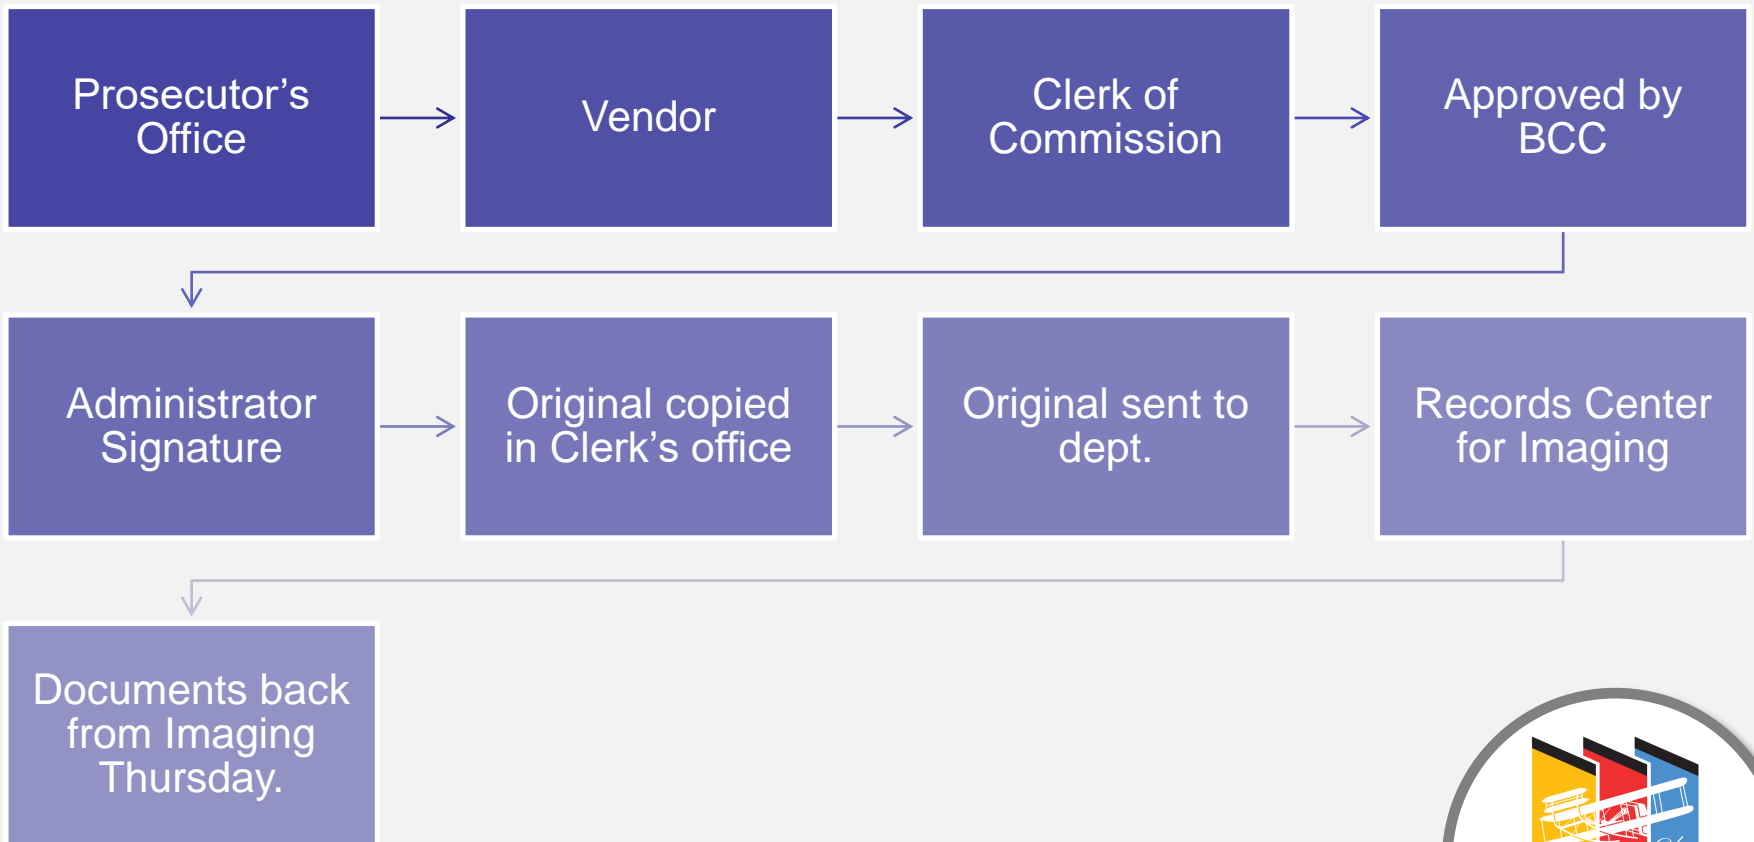 Prosecutor’s
Office
Vendor
Clerk of
Commission
Approved by
BCC
Administrator
Signature
Original copied
in Clerk’s office
Original sent to
dept.
Records Center
for Imaging
Documents back
from Imaging
Thursday.